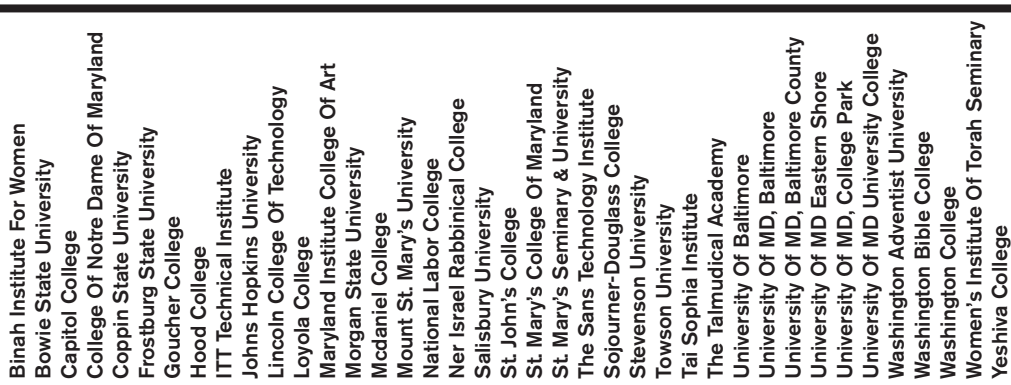 Binah Institute For Women
Bowie State University
Capitol College
College Of Notre Dame Of Maryland
Coppin State University
Frostburg State University
Goucher College
Hood College
ITT Technical Institute
Johns Hopkins University
Lincoln College Of Technology
Loyola College
Maryland Institute College Of Art
Morgan State University
Mcdaniel College
Mount St. Mary's University
National Labor College
Ner Israel Rabbinical College
Salisbury University
St. John's College
St. Mary's College Of Maryland
St. Mary's Seminary & University
The Sans Technology Institute
Sojourner-Douglass College
Stevenson University
Towson University
Tai Sophia Institute
The Talmudical Academy
University Of Baltimore
University Of MD, Baltimore
University Of MD, Baltimore County
University Of MD Eastern Shore
University Of MD, College Park
University Of MD University College
Washington Adventist University
Washington Bible College
Washington College
Women's Institute Of Torah Seminary
Yeshiva College